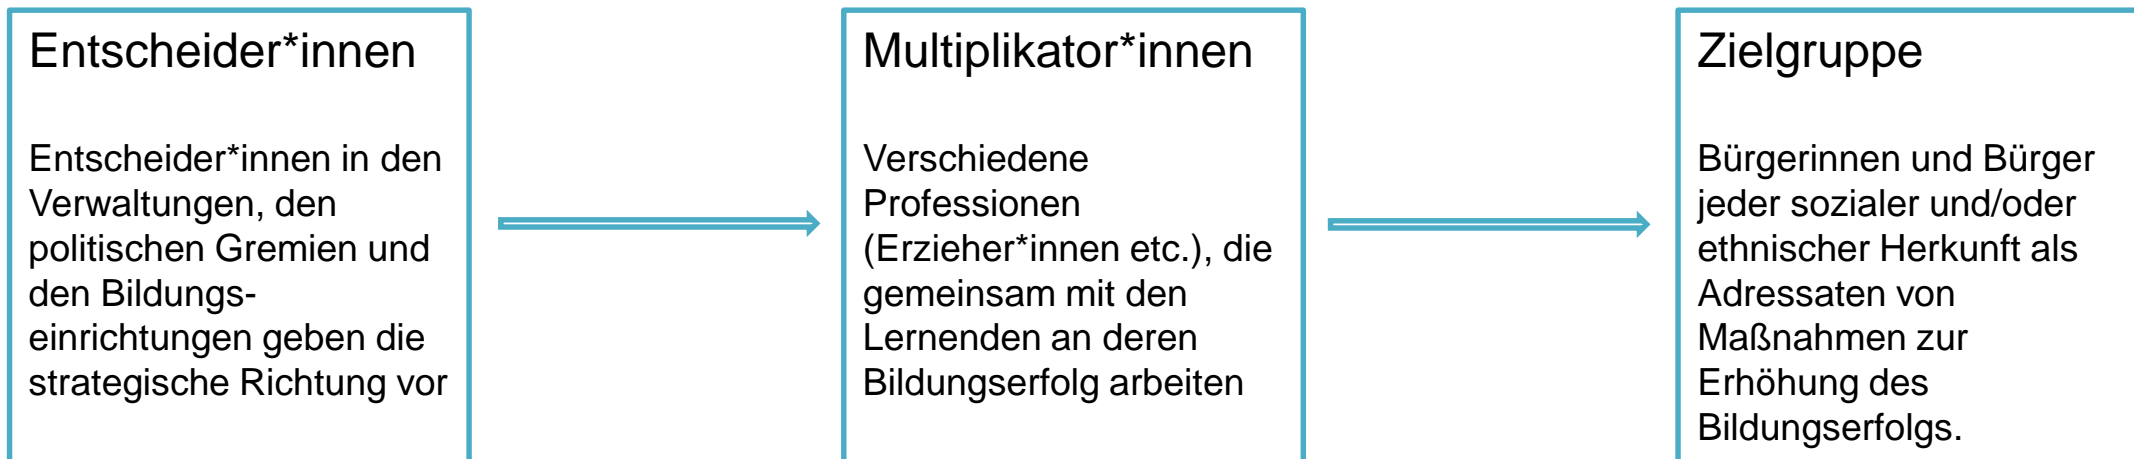 Entscheider*innen
Entscheider*innen in den
Verwaltungen, den
politischen Gremien und
den Bildungs-
einrichtungen geben die
strategische Richtung vor
Multiplikator*innen
Verschiedene
Professionen
(Erzieher*innen etc.), die
gemeinsam mit den
Lernenden an deren
Bildungserfolg arbeiten
Zielgruppe
Bürgerinnen und Bürger
jeder sozialer und/oder
ethnischer Herkunft als
Adressaten von
Maßnahmen zur
Erhöhung des
Bildungserfolgs.